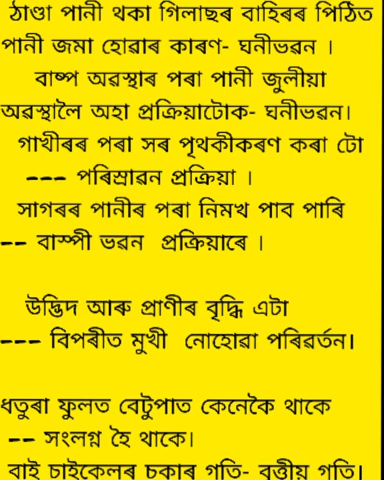 ঠাণ্ডা পানী থকা গিলাছৰ বাহিৰৰ পিঠিত
পানী জমা হোৱাৰ কাৰণ- ঘনীভৱন ।
বাষ্প অৱস্থাৰ পৰা পানী জুলীয়া
অৱস্থালৈ অহা প্ৰক্ৰিয়াটোক- ঘনীভৱন।
গাখীৰৰ পৰা সৰ পৃথকীকৰণ কৰা টো
--- পৰিস্ৰাৱন প্ৰক্ৰিয়া ।
সাগৰৰ পানীৰ পৰা নিমখ পাব পাৰি
-- বাস্পী ভৱন প্ৰক্ৰিয়াৰে ।
উদ্ভিদ আৰু প্ৰাণীৰ বৃদ্ধি এটা
--- বিপৰীত মুখী নোহোৱা পৰিৱৰ্তন।
ধতুৰা ফুলত বেটুপাত কেনেকৈ থাকে
-- সংলগ্ন হৈ থাকে।
বাই চাইকেলৰ চকাৰ গতি- বৃত্তীয় গতি।